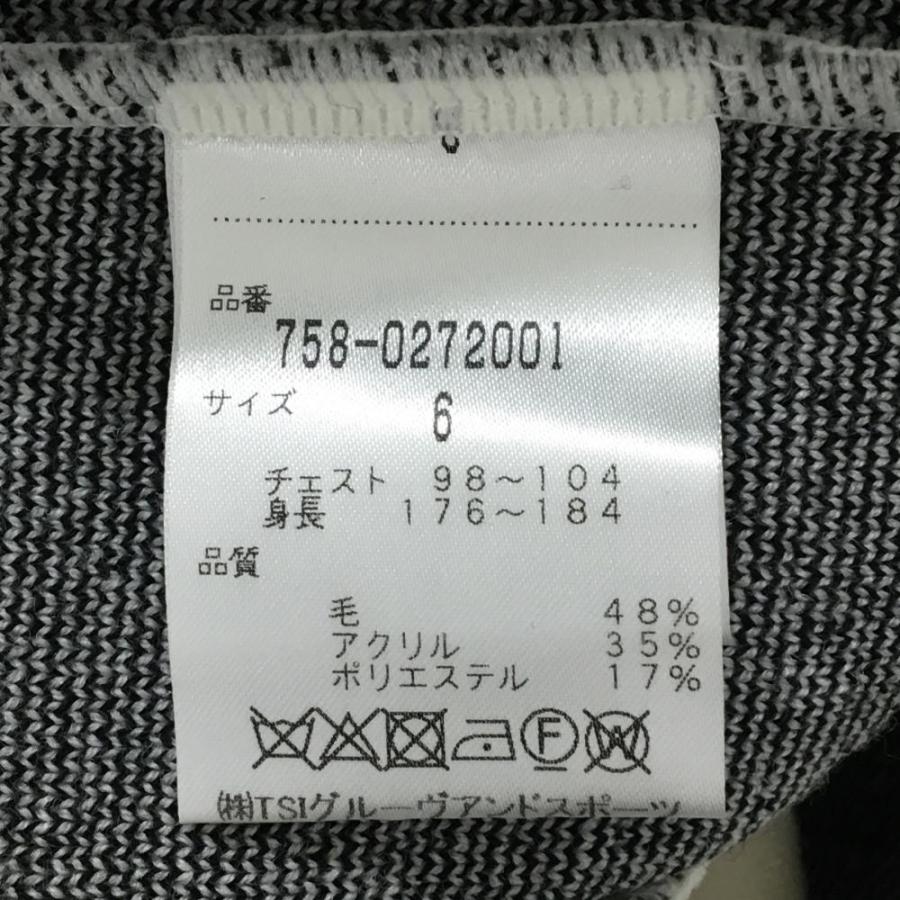 品番
758-0272001
サイズ 6
チェスト 98~104
身長 176~184
品質
毛 48%
アクリル 35%
ポリエステル 17%
F W
㈱TSIグルーヴアンドスポーツ